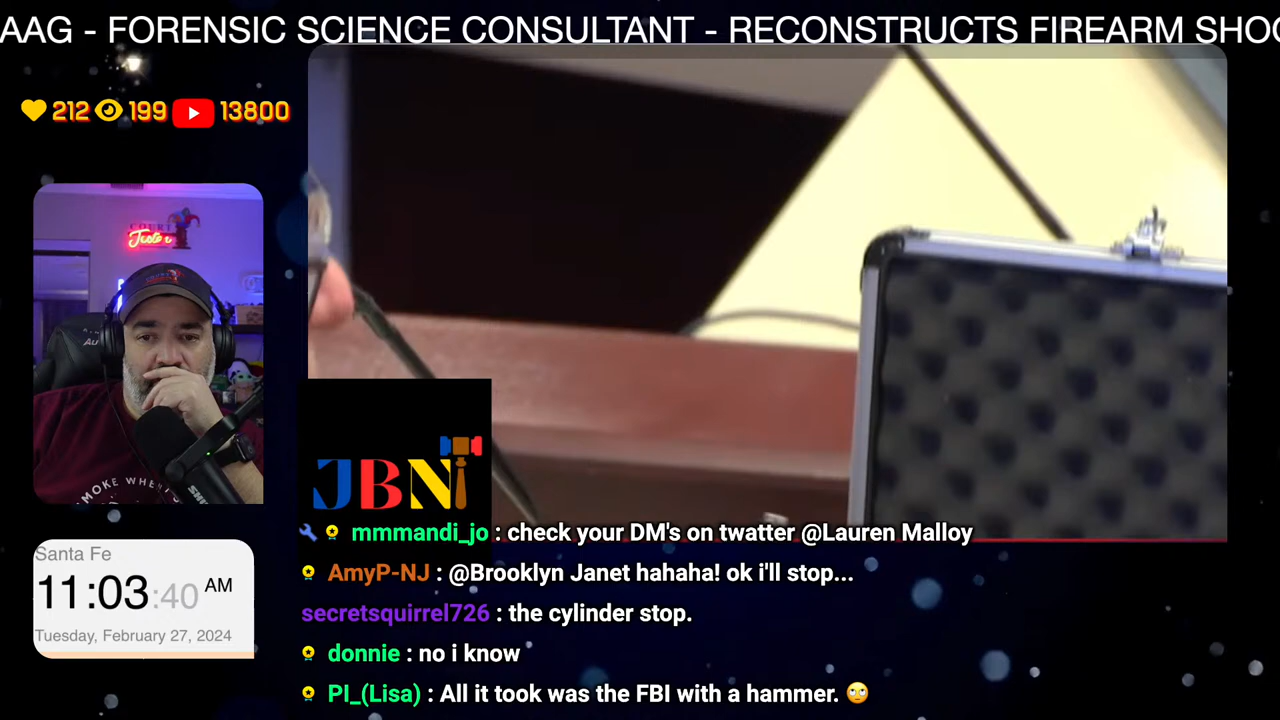 AAG - FORENSIC SCIENCE CONSULTANT - RECONSTRUCTS FIREARM SHOO
212 199 13800
Santa Fe
11:03:40 AM
Tuesday, February 27, 2024
JBN
mmmandi_jo : check your DM's on twatter @Lauren Malloy
AmyP-NJ : @Brooklyn Janet hahaha! ok i'll stop...
secretsquirrel726 : the cylinder stop.
donnie : no i know
PI_(Lisa) : All it took was the FBI with a hammer. 🙄